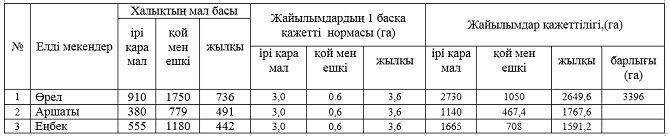 № Елді мекендер Халықтың мал басы Жайылымдардың 1 басқа қажетті нормасы (га) Жайылымдар қажеттілігі,(га)
ірі қара мал қой мен ешкі жылқы ірі қара мал қой мен ешкі жылқы ірі қара мал қой мен ешкі жылқы барлығы (га)
1 Өрел 910 1750 736 3,0 0.6 3,6 2730 1050 2649,6 3396
2 Аршаты 380 779 491 3,0 0,6 3,6 1140 467,4 1767,6
3 Еңбек 555 1180 442 3,0 0,6 3,6 1665 708 1591,2